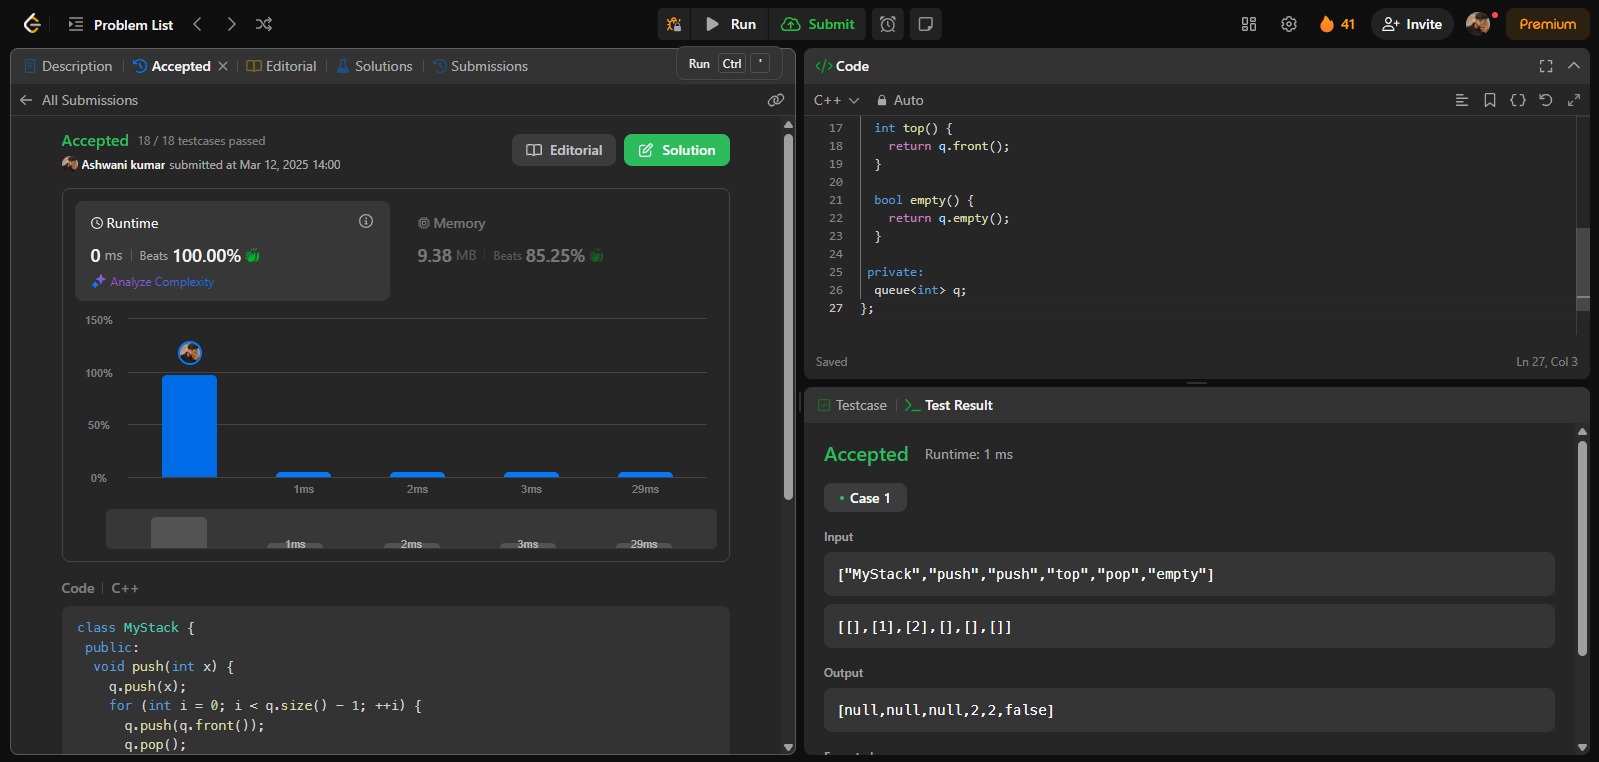 Problem List
Run
Submit
41
Invite
Premium
Description
Accepted
Editorial
Solutions
Submissions
Run Ctrl '
All Submissions
Accepted 18 / 18 testcases passed
Ashwani kumar submitted at Mar 12, 2025 14:00
Editorial
Solution
Runtime
0 ms Beats 100.00%
Analyze Complexity
Memory
9.38 MB Beats 85.25%
150%
100%
50%
0%
1ms 2ms 3ms 29ms
1ms 2ms 3ms 29ms
Code C++
class MyStack {
public:
void push(int x) {
q.push(x);
for (int i = 0; i < q.size() - 1; ++i) {
q.push(q.front());
q.pop();
</> Code
C++ Auto
17 int top() {
18 return q.front();
19 }
20
21 bool empty() {
22 return q.empty();
23 }
24
25 private:
26 queue<int> q;
27 };
Saved
Ln 27, Col 3
Testcase
Test Result
Accepted Runtime: 1 ms
Case 1
Input
["MyStack","push","push","top","pop","empty"]
[[],[1],[2],[],[],[]]
Output
[null,null,null,2,2,false]